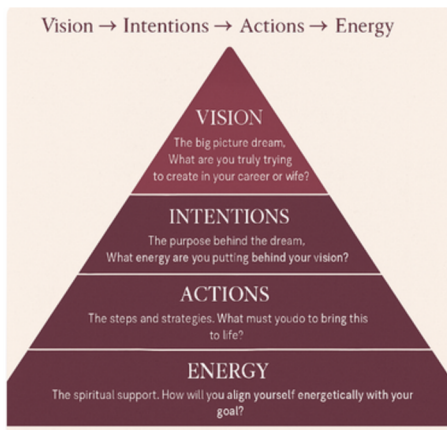 Vision → Intentions → Actions → Energy
VISION
The big picture dream,
What are you truly trying
to create in your career or wife?
INTENTIONS
The purpose behind the dream,
What energy are you putting behind your vision?
ACTIONS
The steps and strategies. What must youdo to bring this
to life?
ENERGY
The spiritual support. How will you align yourself energetically with your
goal?